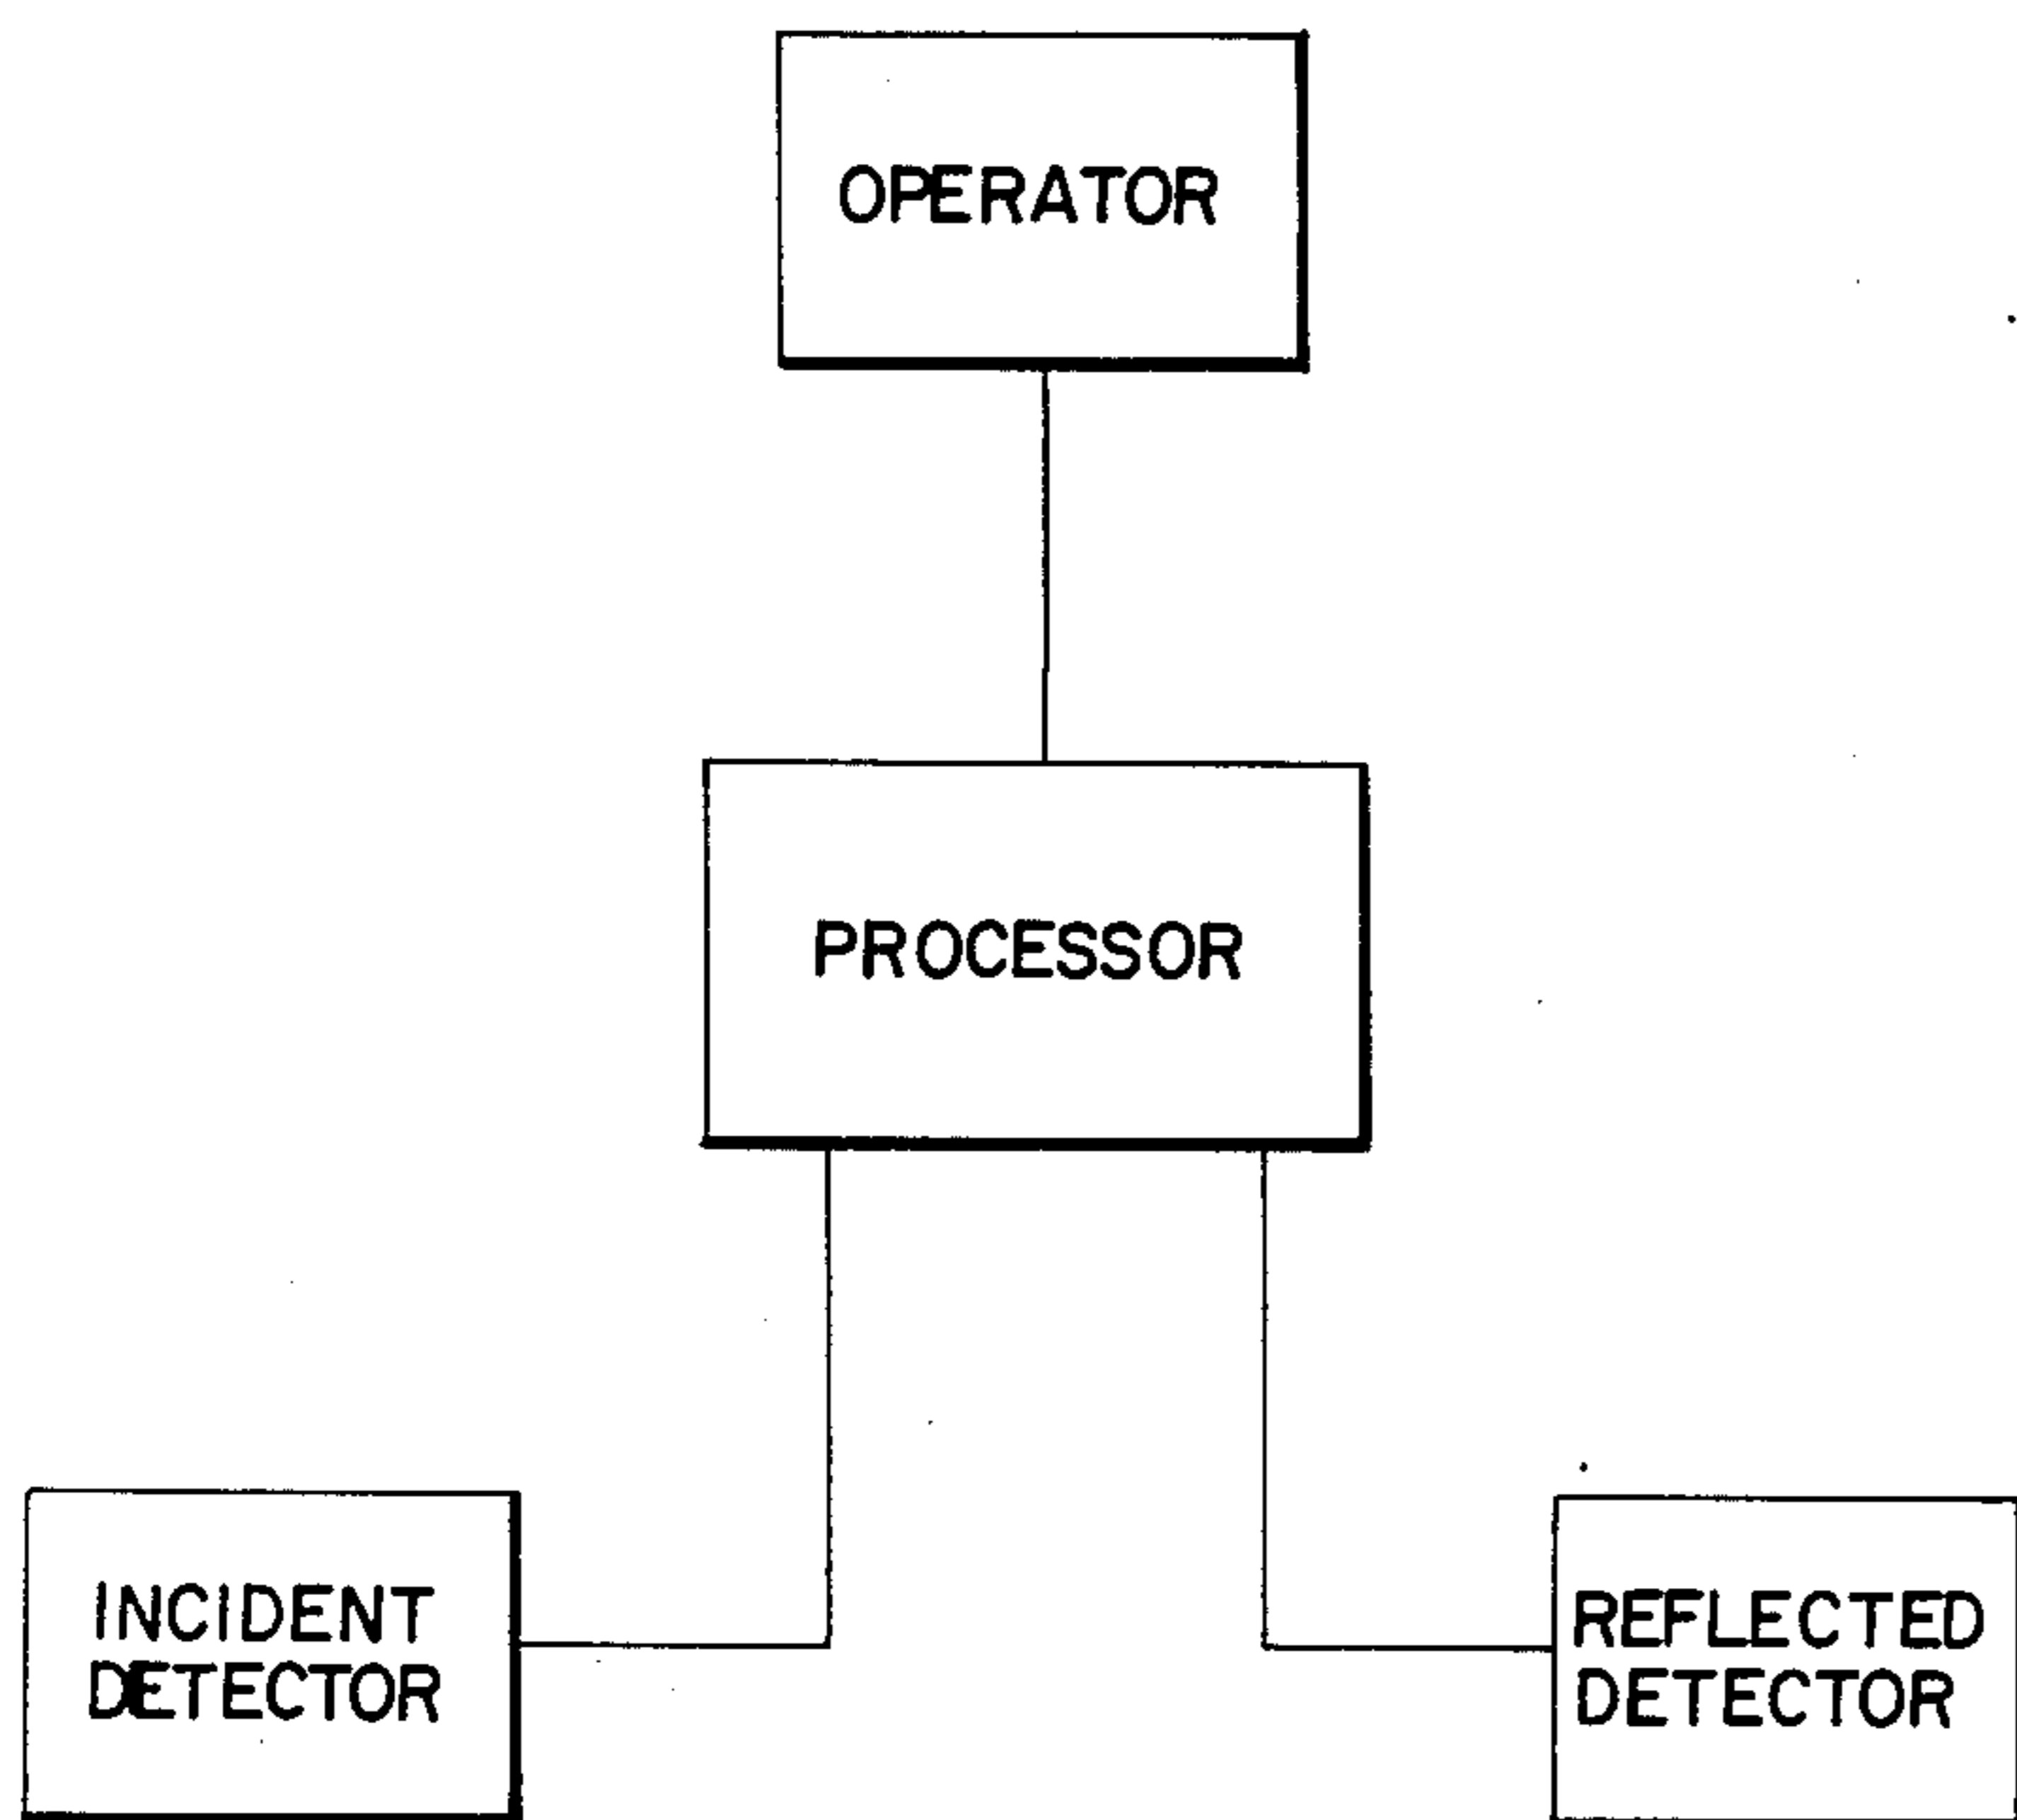 OPERATOR
PROCESSOR
INCIDENT
DETECTOR
REFLECTED
DETECTOR